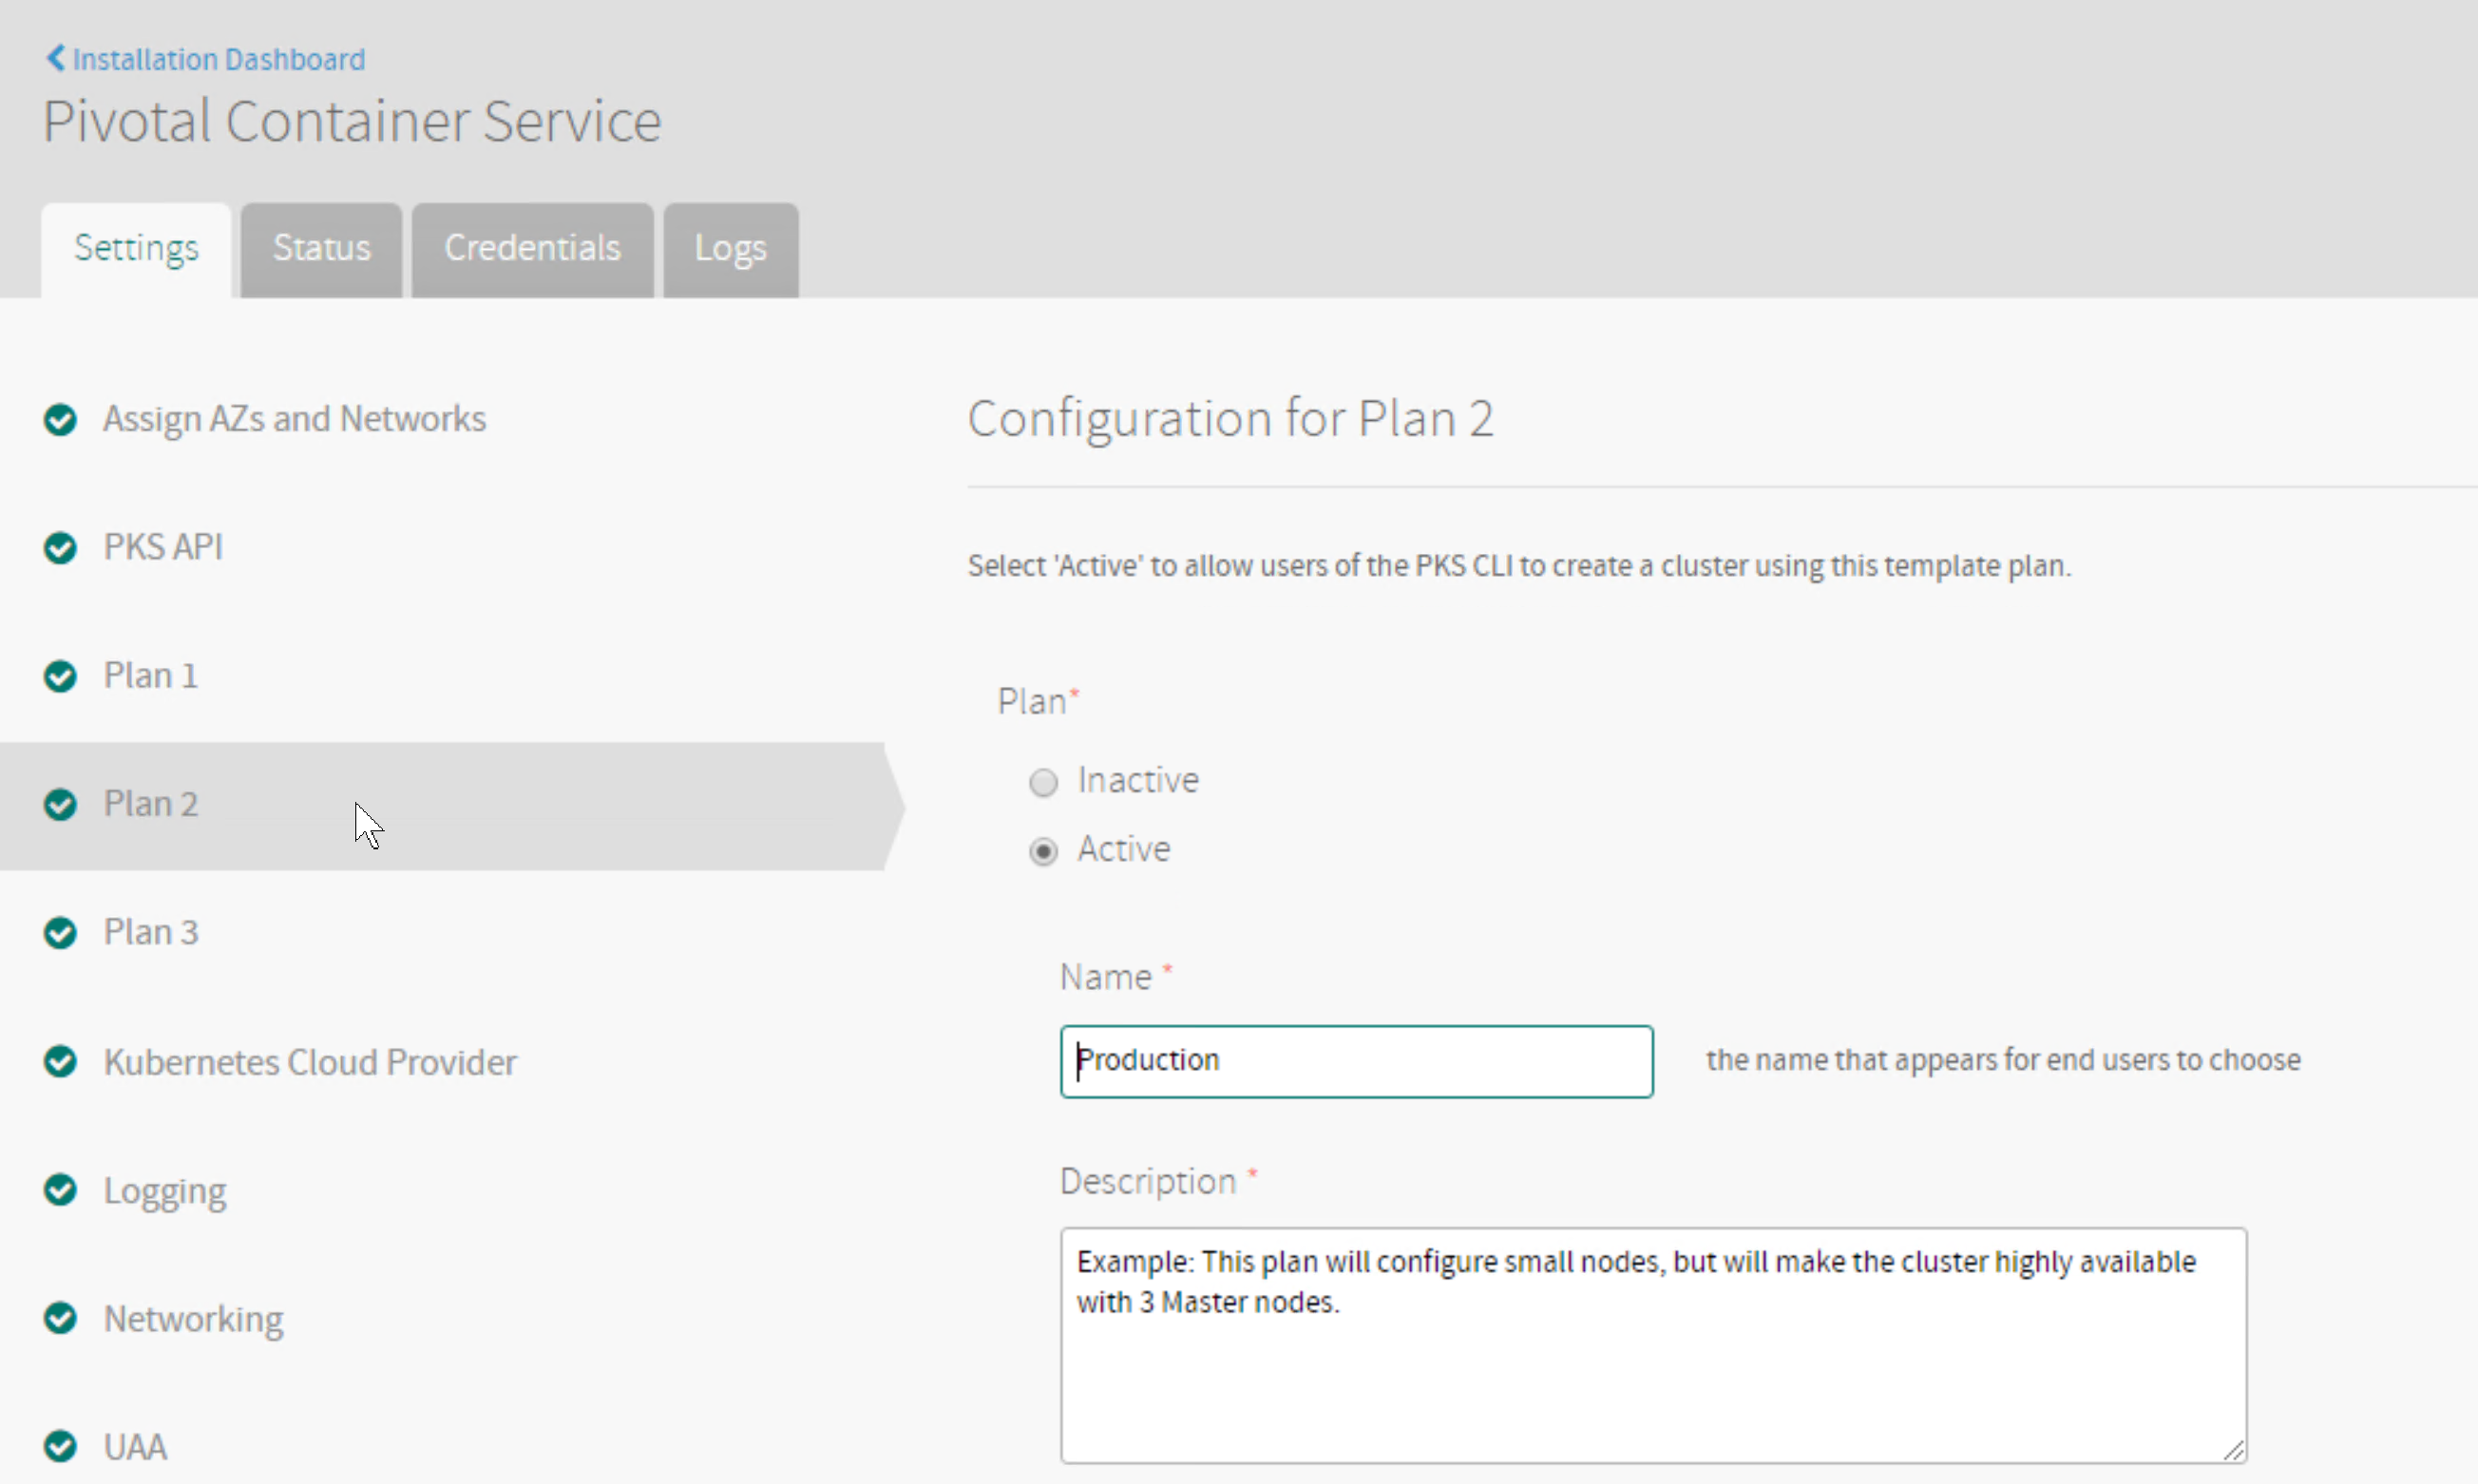 Installation Dashboard
Pivotal Container Service
Settings
Status
Credentials
Logs
Assign AZs and Networks
PKS API
Plan 1
Plan 2
Plan 3
Kubernetes Cloud Provider
Logging
Networking
UAA
Configuration for Plan 2
Select 'Active' to allow users of the PKS CLI to create a cluster using this template plan.
Plan*
Inactive
Active
Name *
Production
the name that appears for end users to choose
Description *
Example: This plan will configure small nodes, but will make the cluster highly available
with 3 Master nodes.